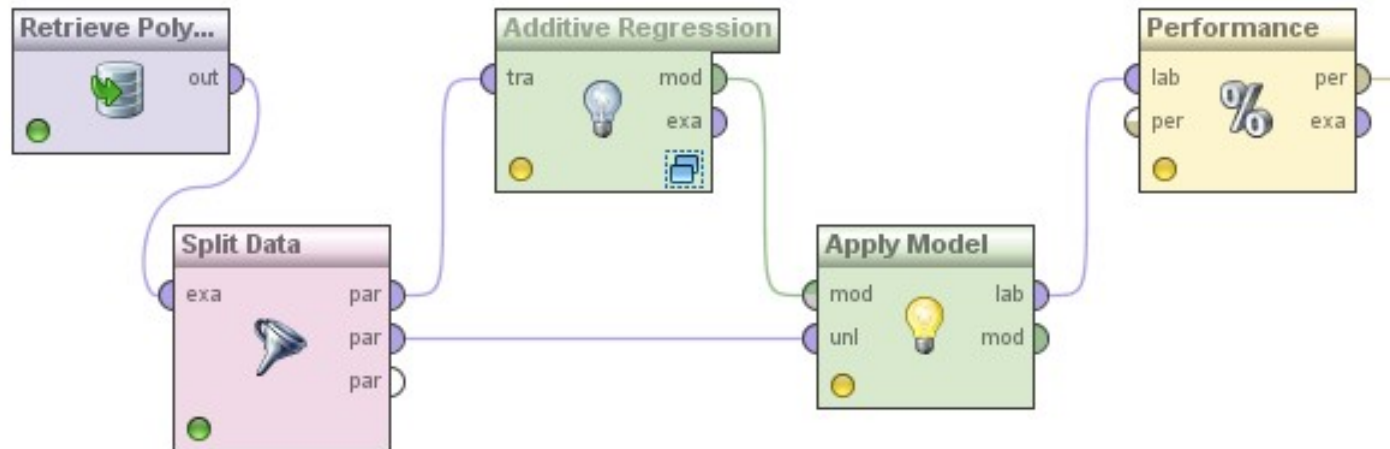 Retrieve Poly...
out
Additive Regression
tra
mod
exa
Performance
lab
per
per
exa
Split Data
exa
par
par
par
Apply Model
mod
lab
unl
mod